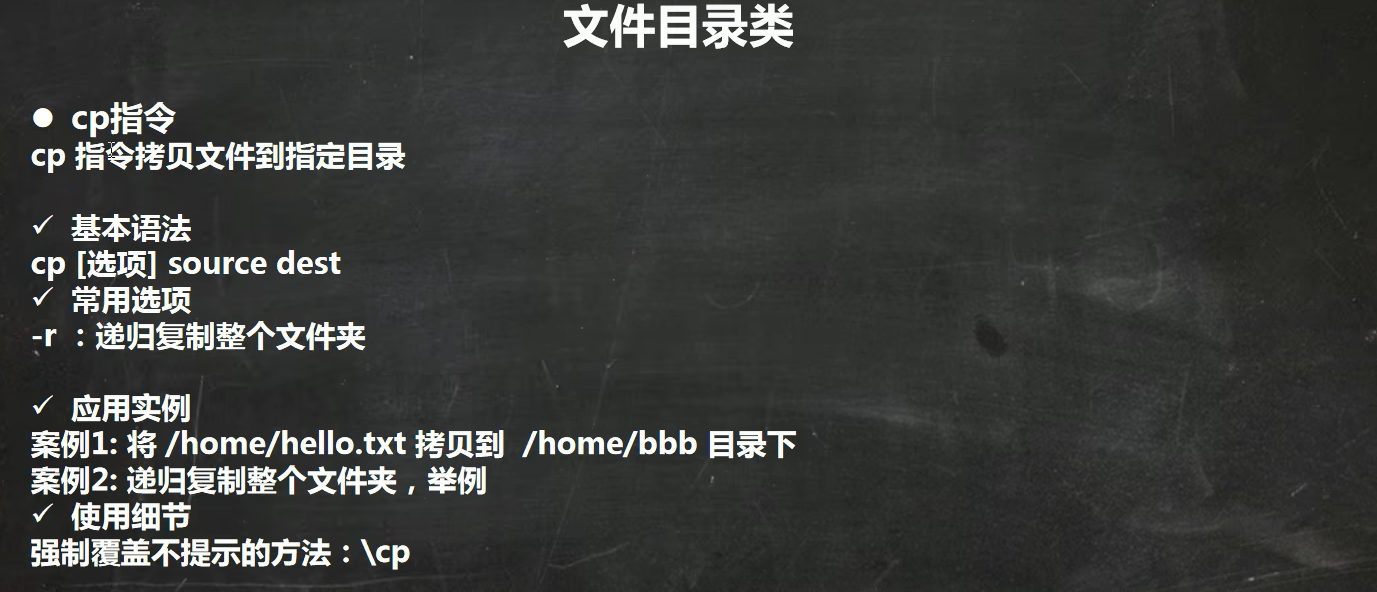 文件目录类
● cp指令
cp 指令拷贝文件到指定目录
✓ 基本语法
cp [选项] source dest
✓ 常用选项
-r ：递归复制整个文件夹
✓ 应用实例
案例1: 将 /home/hello.txt 拷贝到 /home/bbb 目录下
案例2: 递归复制整个文件夹，举例
✓ 使用细节
强制覆盖不提示的方法：\cp